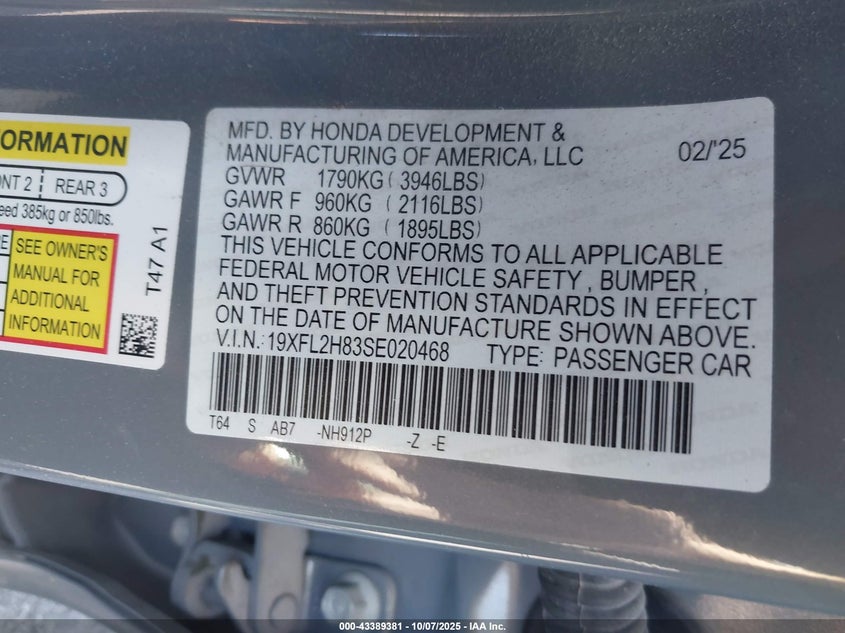 ORMATION
ONT 2 REAR 3
eed 385kg or 850lbs.
SEE OWNER'S
MANUAL FOR
ADDITIONAL
INFORMATION
T47 A1
MFD. BY HONDA DEVELOPMENT &
MANUFACTURING OF AMERICA, LLC 02/'25
GVWR 1790KG (3946LBS)
GAWR F 960KG (2116LBS)
GAWR R 860KG (1895LBS)
THIS VEHICLE CONFORMS TO ALL APPLICABLE
FEDERAL MOTOR VEHICLE SAFETY, BUMPER,
AND THEFT PREVENTION STANDARDS IN EFFECT
ON THE DATE OF MANUFACTURE SHOWN ABOVE.
V.I.N.: 19XFL2H83SE020468 TYPE: PASSENGER CAR
T64 S AB7 -NH912P -Z -E
000-43389381 - 10/07/2025 - IAA Inc.